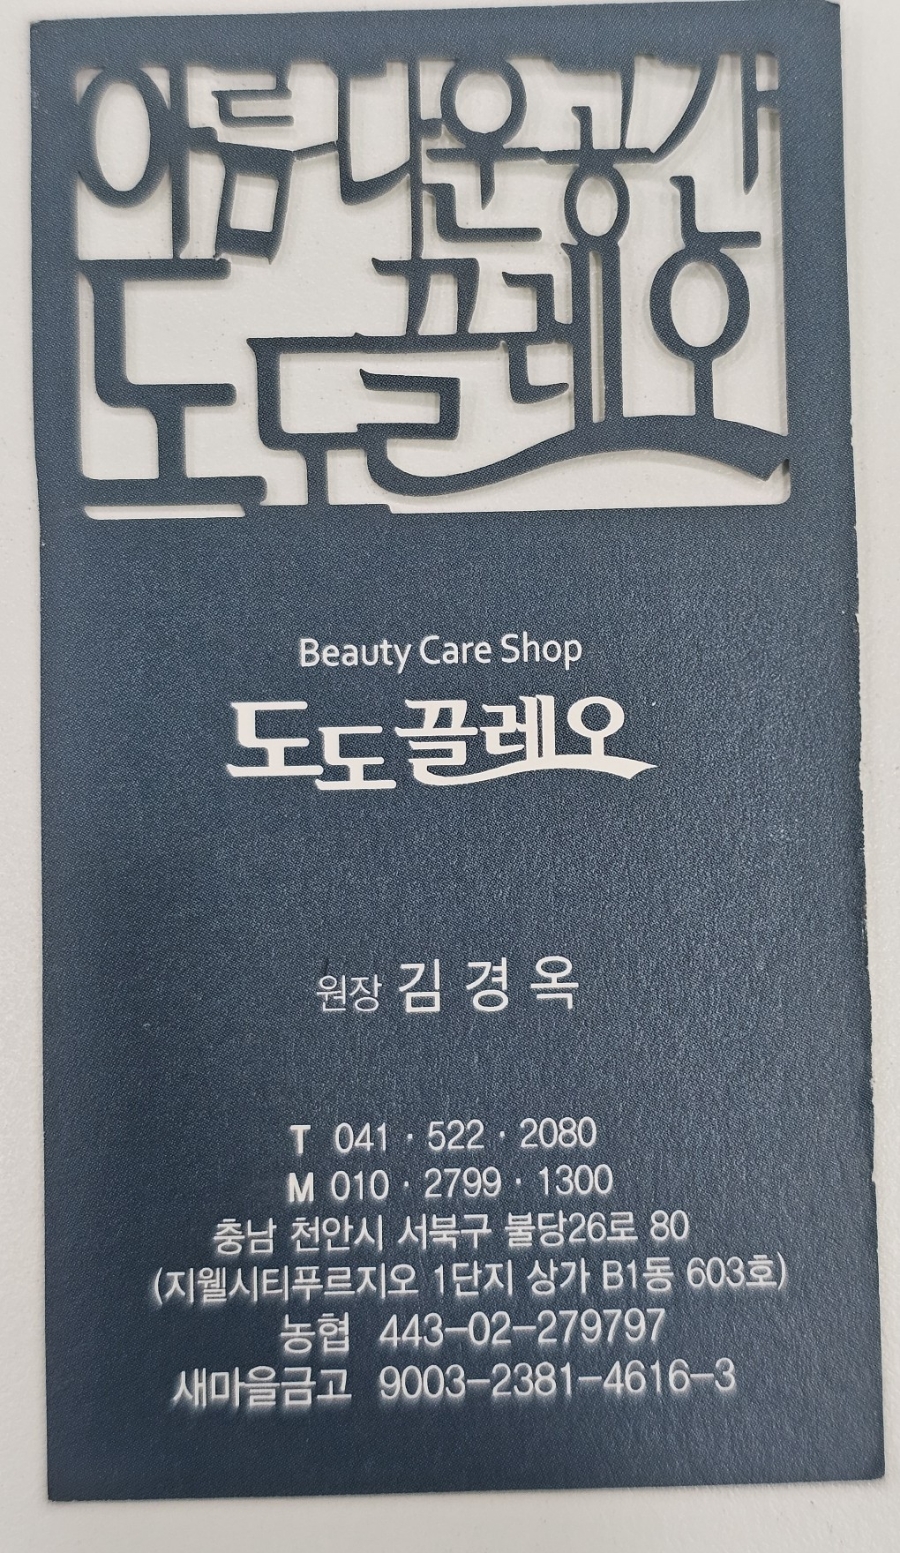 아름다운공간
도도끌레오
Beauty Care Shop
도도끌레오
원장 김 경 옥
T 041 · 522 · 2080
M 010 · 2799 · 1300
충남 천안시 서북구 불당26로 80
(지웰시티푸르지오 1단지 상가 B1동 603호)
농협 443-02-279797
새마을금고 9003-2381-4616-3